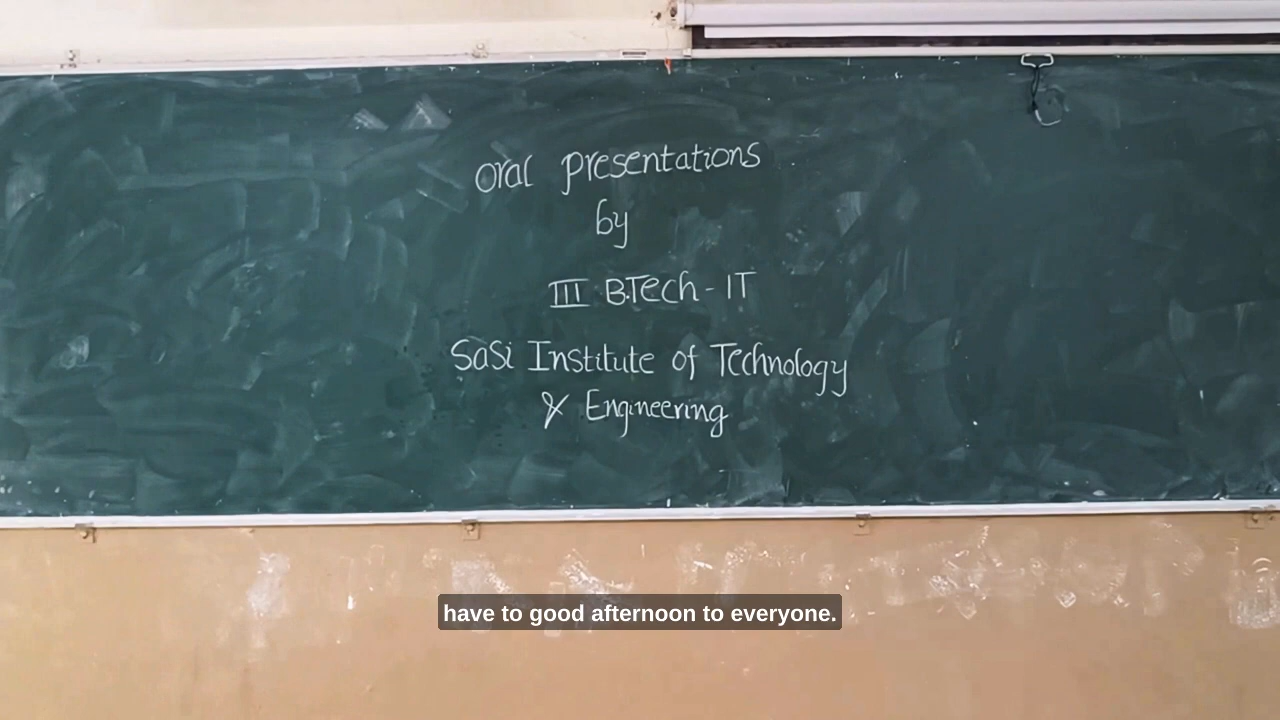 oral presentations
by
III B.Tech - IT
Sasi Institute of Technology
& Engineering
have to good afternoon to everyone.